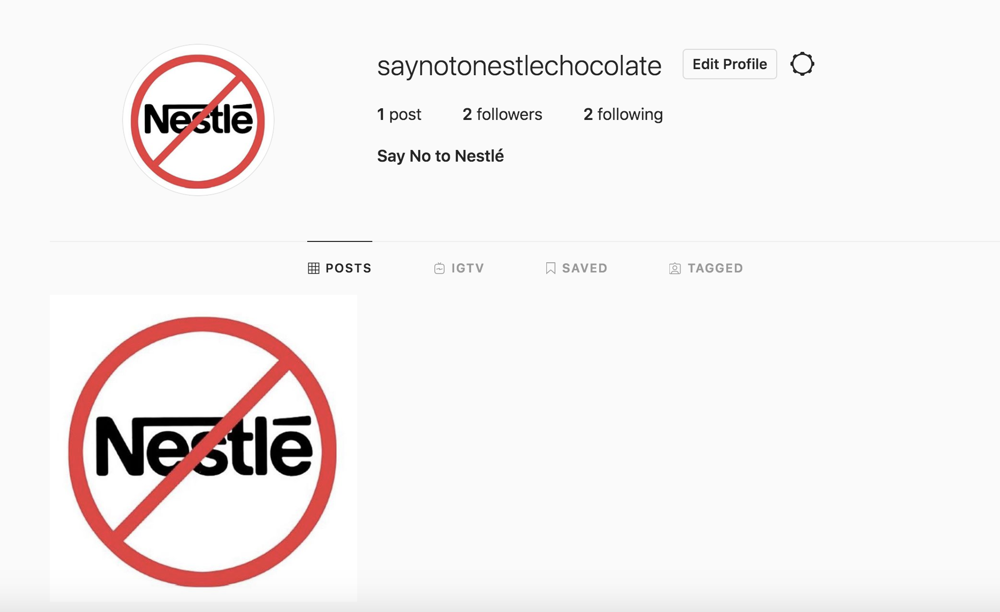 Nestlé
saynotonestlechocolate Edit Profile
1 post 2 followers 2 following
Say No to Nestlé
POSTS IGTV SAVED TAGGED
Nestlé